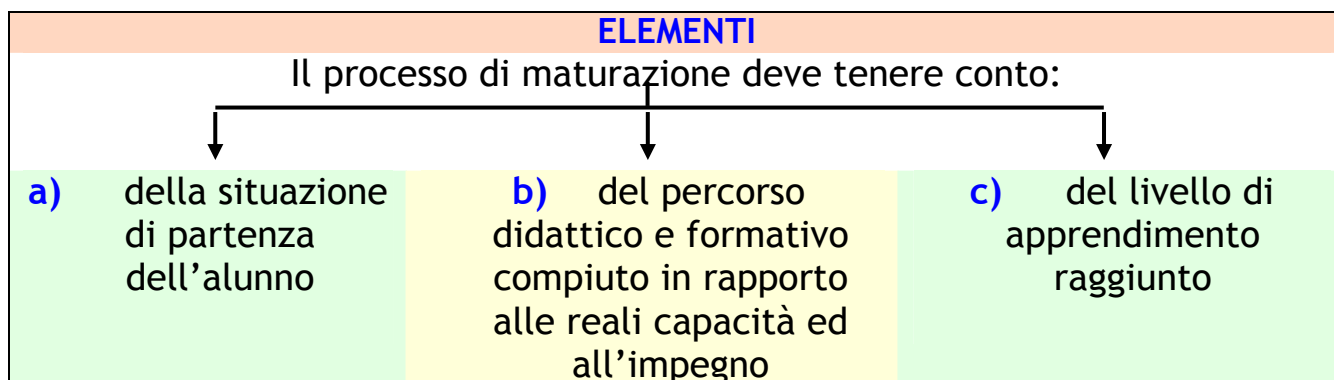 ELEMENTI
Il processo di maturazione deve tenere conto:
a) della situazione
di partenza
dell’alunno
b) del percorso
didattico e formativo
compiuto in rapporto
alle reali capacità ed
all’impegno
c) del livello di
apprendimento
raggiunto